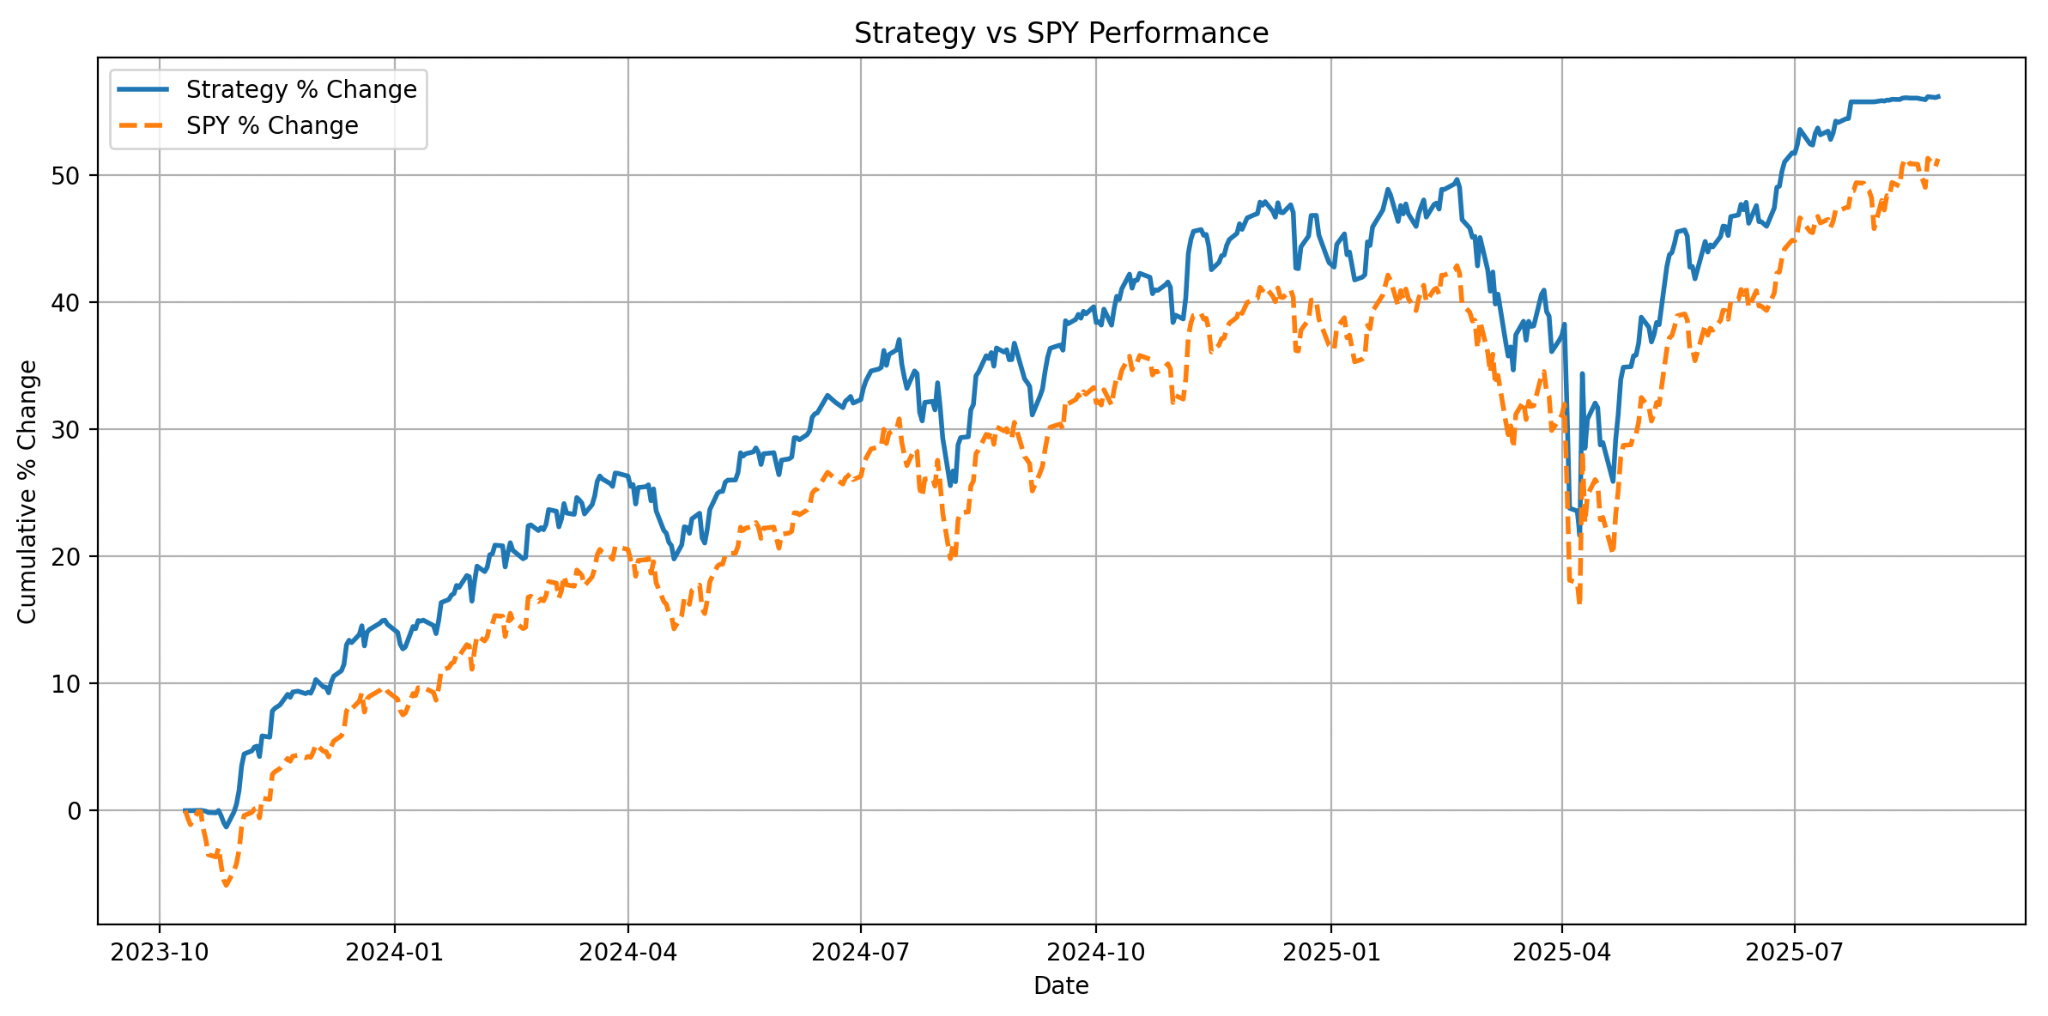 Strategy vs SPY Performance
Strategy % Change
SPY % Change
Cumulative % Change
50
40
30
20
10
0
2023-10 2024-01 2024-04 2024-07 2024-10 2025-01 2025-04 2025-07
Date